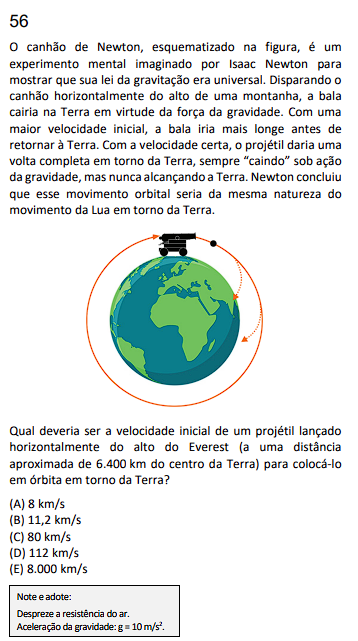 56
O canhão de Newton, esquematizado na figura, é um
experimento mental imaginado por Isaac Newton para
mostrar que sua lei da gravitação era universal. Disparando o
canhão horizontalmente do alto de uma montanha, a bala
cairia na Terra em virtude da força da gravidade. Com uma
maior velocidade inicial, a bala iria mais longe antes de
retornar à Terra. Com a velocidade certa, o projétil daria uma
volta completa em torno da Terra, sempre “caindo” sob ação
da gravidade, mas nunca alcançando a Terra. Newton concluiu
que esse movimento orbital seria da mesma natureza do
movimento da Lua em torno da Terra.
Qual deveria ser a velocidade inicial de um projétil lançado
horizontalmente do alto do Everest (a uma distância
aproximada de 6.400 km do centro da Terra) para colocá-lo
em órbita em torno da Terra?
(A) 8 km/s
(B) 11,2 km/s
(C) 80 km/s
(D) 112 km/s
(E) 8.000 km/s
Note e adote:
Despreze a resistência do ar.
Aceleração da gravidade: g = 10 m/s².